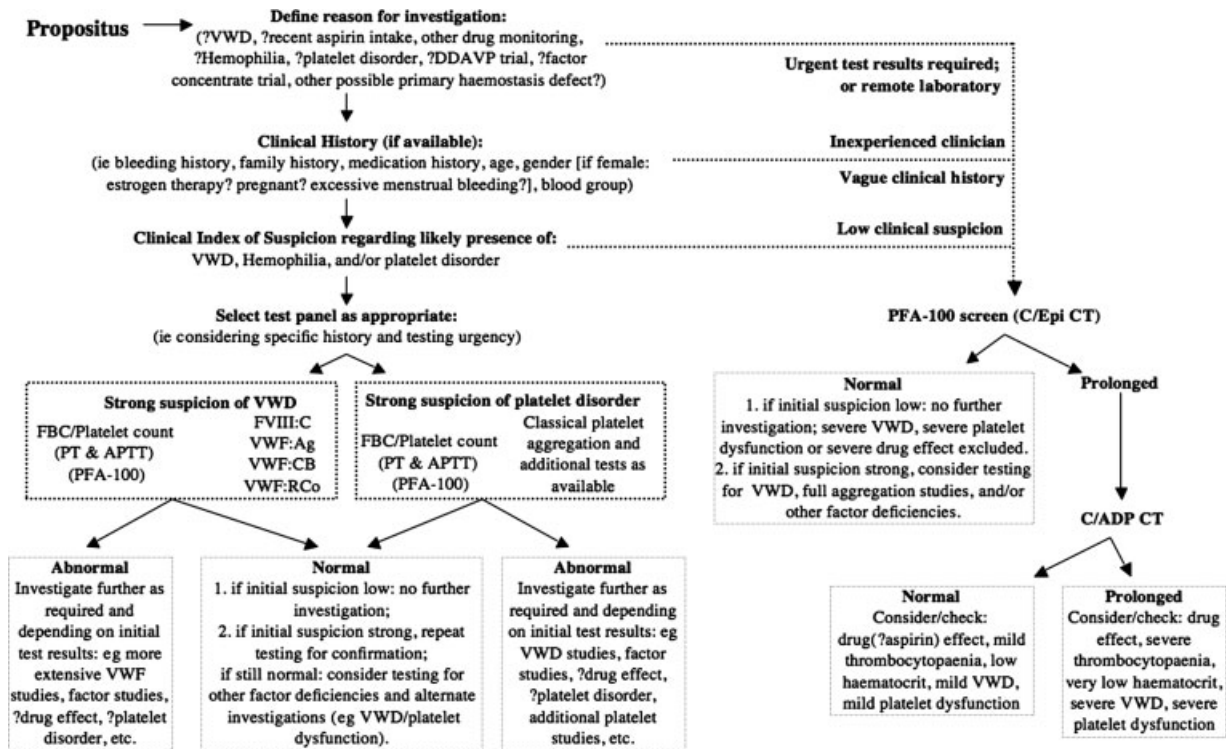 Propositus
Define reason for investigation:
(?VWD, ?recent aspirin intake, other drug monitoring,
?Hemophilia, ?platelet disorder, ?DDAVP trial, ?factor
concentrate trial, other possible primary haemostasis defect?)
Urgent test results required;
or remote laboratory
Clinical History (if available):
(ie bleeding history, family history, medication history, age, gender [if female:
estrogen therapy? pregnant? excessive menstrual bleeding?], blood group)
Inexperienced clinician
Vague clinical history
Clinical Index of Suspicion regarding likely presence of:
VWD, Hemophilia, and/or platelet disorder
Low clinical suspicion
Select test panel as appropriate:
(ie considering specific history and testing urgency)
Strong suspicion of VWD
FBC/Platelet count
(PT & APTT)
(PFA-100)
FVIII:C
VWF:Ag
VWF:CB
VWF:RCo
Strong suspicion of platelet disorder
FBC/Platelet count
(PT & APTT)
(PFA-100)
Classical platelet
aggregation and
additional tests as
available
Abnormal
Investigate further as
required and
depending on initial
test results: eg more
extensive VWF
studies, factor studies,
?drug effect, ?platelet
disorder, etc.
Normal
1. if initial suspicion low: no further
investigation;
2. if initial suspicion strong, repeat
testing for confirmation;
if still normal: consider testing for
other factor deficiencies and alternate
investigations (eg VWD/platelet
dysfunction).
Abnormal
Investigate further as
required and depending
on initial test results: eg
VWD studies, factor
studies, ?drug effect,
?platelet disorder,
additional platelet
studies, etc.
PFA-100 screen (C/Epi CT)
Normal
1. if initial suspicion low: no further
investigation; severe VWD, severe platelet
dysfunction or severe drug effect excluded.
2. if initial suspicion strong, consider testing
for VWD, full aggregation studies, and/or
other factor deficiencies.
Prolonged
C/ADP CT
Normal
Consider/check:
drug(?aspirin) effect, mild
thrombocytopaenia, low
haematocrit, mild VWD,
mild platelet dysfunction
Prolonged
Consider/check: drug
effect, severe
thrombocytopaenia,
very low haematocrit,
severe VWD, severe
platelet dysfunction